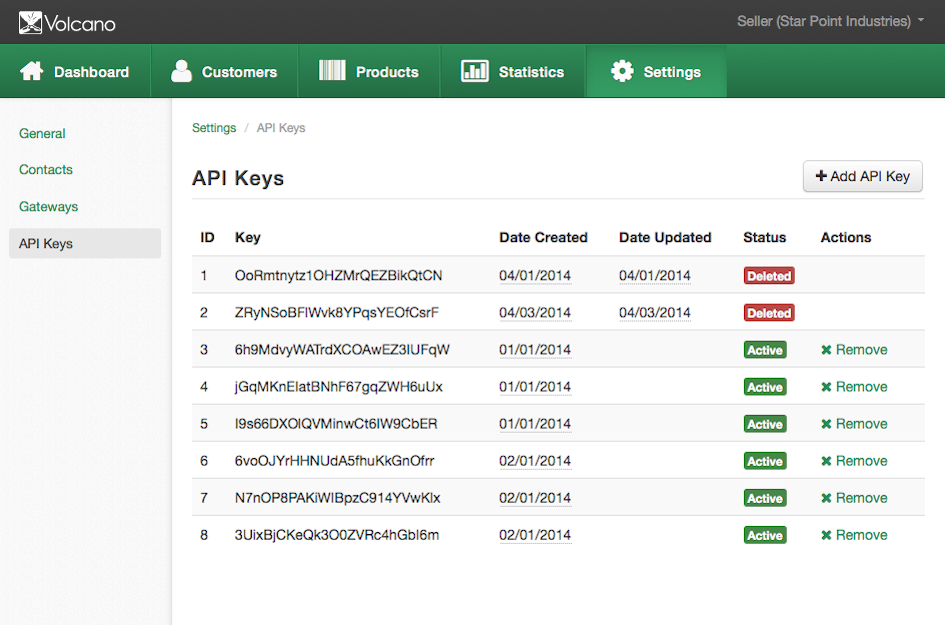 Volcano
Seller (Star Point Industries)
Dashboard Customers Products Statistics Settings
General
Contacts
Gateways
API Keys
Settings / API Keys
API Keys
Add API Key
ID Key Date Created Date Updated Status Actions
1 OoRmtnytz1OHZMrQEZBikQtCN 04/01/2014 04/01/2014 Deleted
2 ZRyNSoBFlWvk8YPqsYEOfCsrF 04/03/2014 04/03/2014 Deleted
3 6h9MdvyWATrdXCOAwEZ3lUFqW 01/01/2014 Active Remove
4 jGqMKnElatBNhF67gqZWH6uUx 01/01/2014 Active Remove
5 I9s66DXOlQVMinwCt6lW9CbER 01/01/2014 Active Remove
6 6voOJYrHHNUdA5fhuKkGnOfrr 02/01/2014 Active Remove
7 N7nOP8PAKiWIBpzC914YVwKlx 02/01/2014 Active Remove
8 3UixBjCKeQk3O0ZVRc4hGbI6m 02/01/2014 Active Remove